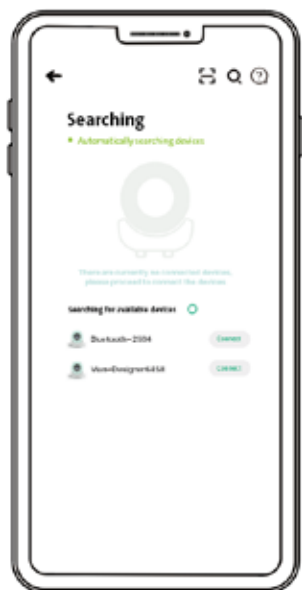 Searching
Automatically searching devices
There are currently no connected devices,
please proceed to connect the devices
Searching for available devices
Connect
Connect